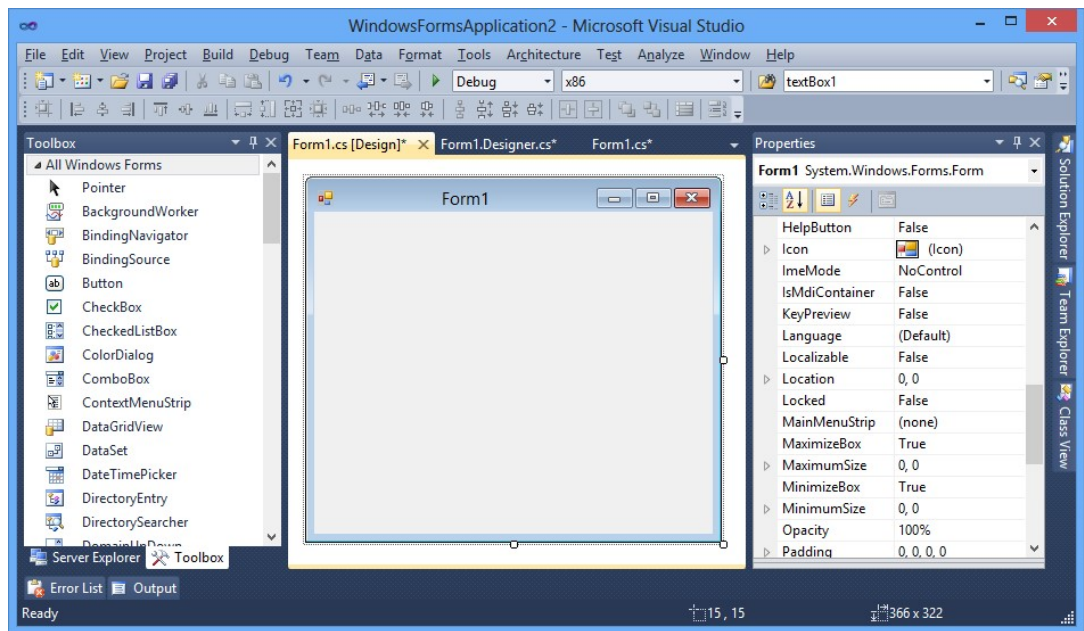 WindowsFormsApplication2 - Microsoft Visual Studio
File Edit View Project Build Debug Team Data Format Tools Architecture Test Analyze Window Help
Debug x86 textBox1
Toolbox
All Windows Forms
Pointer
BackgroundWorker
BindingNavigator
BindingSource
Button
CheckBox
CheckedListBox
ColorDialog
ComboBox
ContextMenuStrip
DataGridView
DataSet
DateTimePicker
DirectoryEntry
DirectorySearcher
DomainUpDown
Server Explorer Toolbox
Form1.cs [Design]* Form1.Designer.cs* Form1.cs*
Form1
Properties
Form1 System.Windows.Forms.Form
HelpButton False
Icon (Icon)
ImeMode NoControl
IsMdiContainer False
KeyPreview False
Language (Default)
Localizable False
Location 0, 0
Locked False
MainMenuStrip (none)
MaximizeBox True
MaximumSize 0, 0
MinimizeBox True
MinimumSize 0, 0
Opacity 100%
Padding 0, 0, 0, 0
Solution Explorer
Team Explorer
Class View
Error List Output
Ready 15, 15 366 x 322